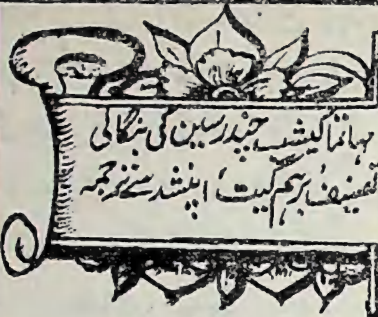 مہاتما کیشب چندر سین کی بنگالی
تصنیف برہم گیت اپنشد سے ترجمہ